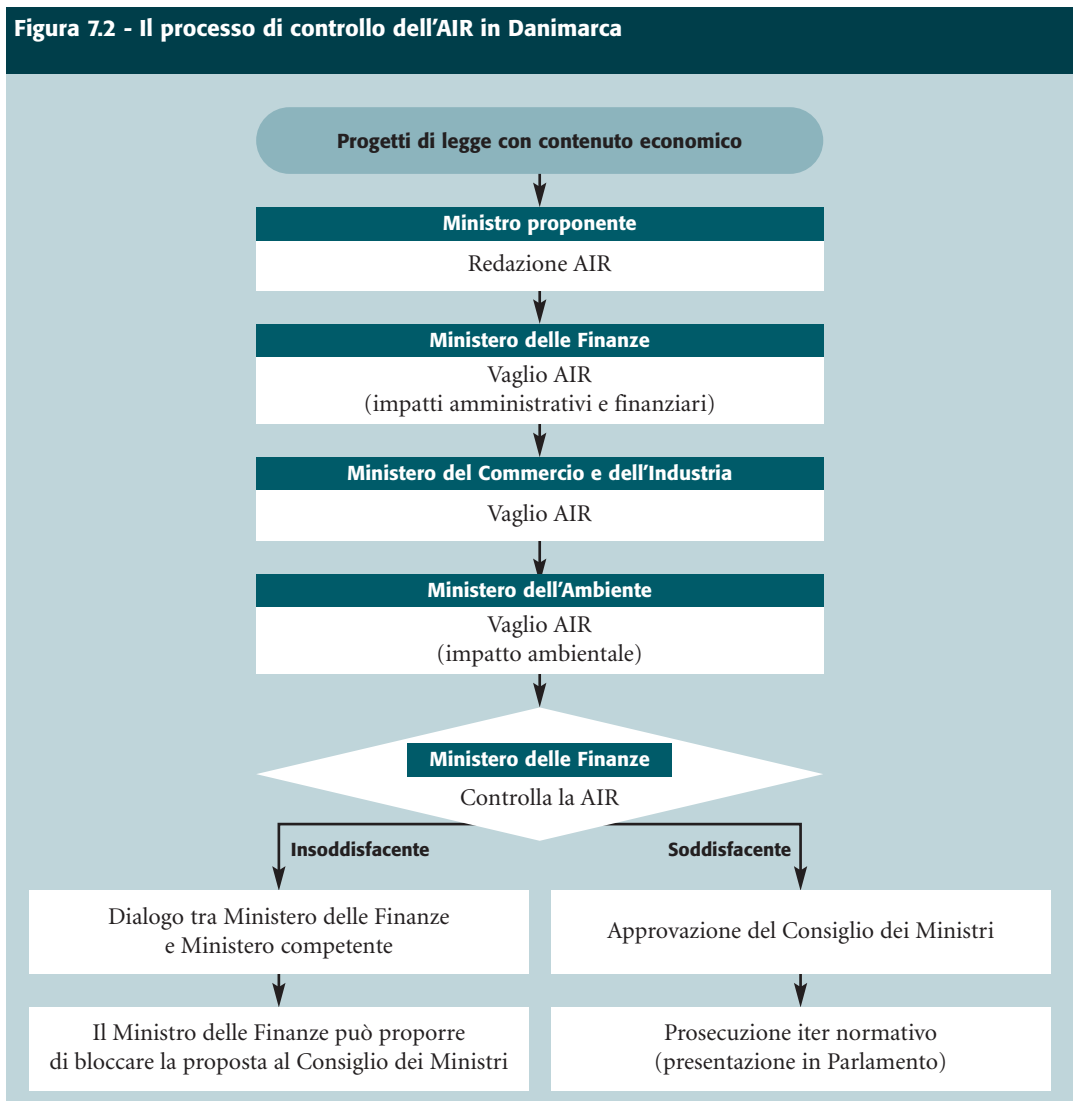 Figura 7.2 - Il processo di controllo dell'AIR in Danimarca
Progetti di legge con contenuto economico
Ministro proponente
Redazione AIR
Ministero delle Finanze
Vaglio AIR
(impatti amministrativi e finanziari)
Ministero del Commercio e dell'Industria
Vaglio AIR
Ministero dell'Ambiente
Vaglio AIR
(impatto ambientale)
Ministero delle Finanze
Controlla la AIR
Insoddisfacente
Soddisfacente
Dialogo tra Ministero delle Finanze
e Ministero competente
Approvazione del Consiglio dei Ministri
Il Ministro delle Finanze può proporre
di bloccare la proposta al Consiglio dei Ministri
Prosecuzione iter normativo
(presentazione in Parlamento)